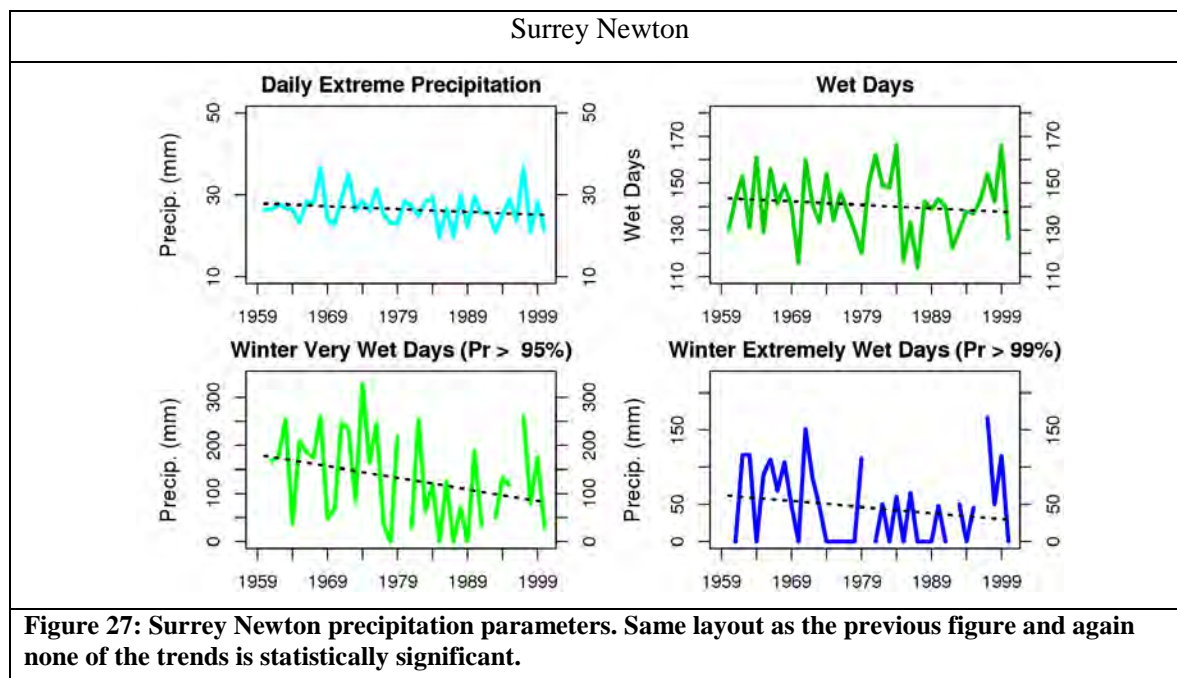 Surrey Newton
Daily Extreme Precipitation
Precip. (mm)
10 30 50
10 30 50
1959 1969 1979 1989 1999
Wet Days
Wet Days
110 130 150 170
110 130 150 170
1959 1969 1979 1989 1999
Winter Very Wet Days (Pr > 95%)
Precip. (mm)
0 100 200 300
0 100 200 300
1959 1969 1979 1989 1999
Winter Extremely Wet Days (Pr > 99%)
Precip. (mm)
0 50 150
0 50 150
1959 1969 1979 1989 1999
Figure 27: Surrey Newton precipitation parameters. Same layout as the previous figure and again
none of the trends is statistically significant.